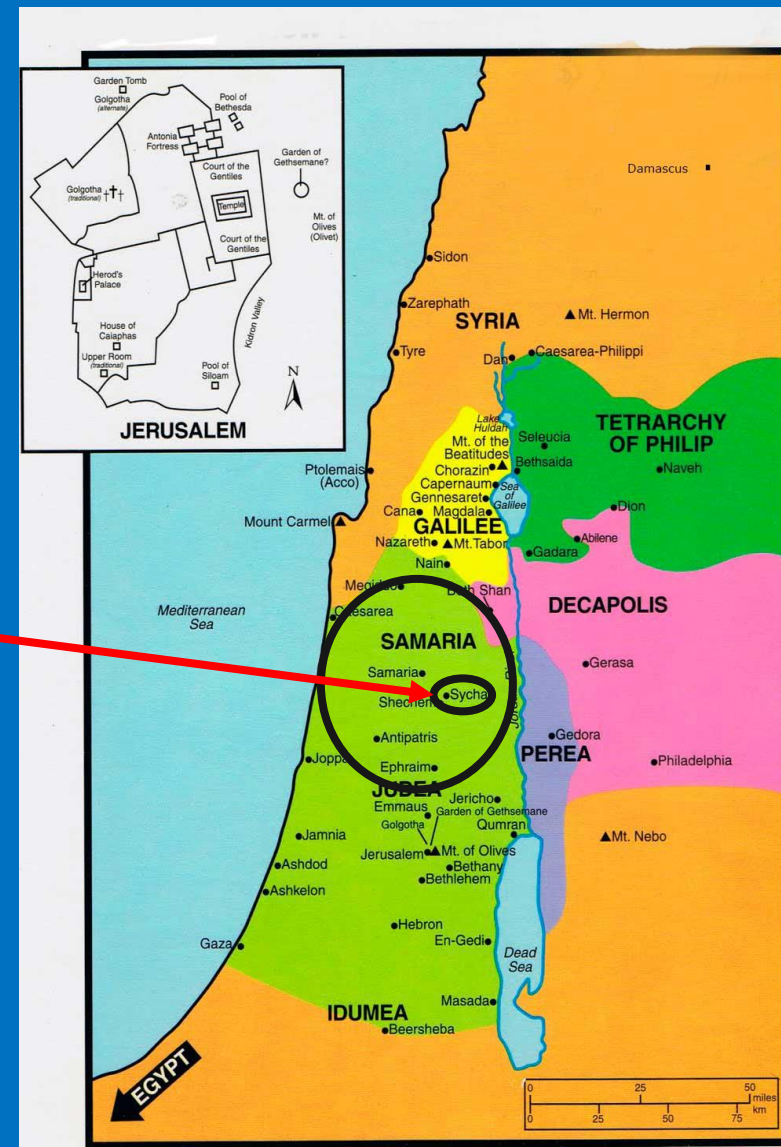 Garden Tomb
Golgotha
(alternate)
Pool of
Bethesda
Antonia
Fortress
Garden of
Gethsemane?
Court of the
Gentiles
Golgotha
(traditional)
Temple
Mt. of
Olives
(Olivet)
Court of the
Gentiles
Herod's
Palace
Kidron Valley
House of
Caiaphas
Upper Room
(traditional)
Pool of
Siloam
N
JERUSALEM
Damascus
Sidon
Zarephath
SYRIA
Mt. Hermon
Tyre
Dan
Caesarea-Philippi
Lake
Huldah
TETRARCHY
OF PHILIP
Seleucia
Mt. of the
Beatitudes
Ptolemais
(Acco)
Chorazin
Bethsaida
Naveh
Capernaum
Sea
of
Galilee
Gennesaret
Cana
Magdala
Dion
Mount Carmel
GALILEE
Nazareth
Mt.Tabor
Abilene
Gadara
Nain
Beth Shan
DECAPOLIS
Mediterranean
Sea
SAMARIA
Samaria
Gerasa
Sycha
Antipatris
Gedora
PEREA
Philadelphia
Ephraim
JUDEA
Jericho
Emmaus
Garden of Gethsemane
Golgotha
Qumran
Jamnia
Mt. Nebo
Jerusalem
Mt. of Olives
Ashdod
Bethany
Bethlehem
Ashkelon
Hebron
Gaza
En-Gedi
Dead
Sea
Masada
IDUMEA
Beersheba
EGYPT
0 25 50
miles
km
0 25 50 75